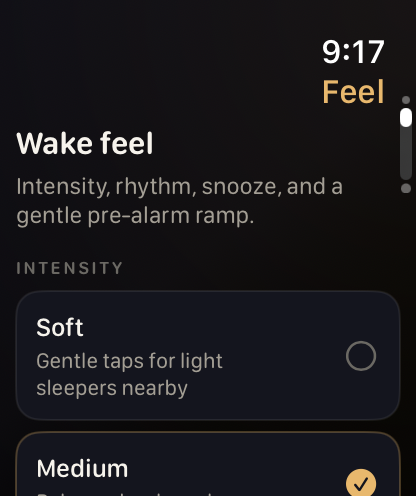 9:17
Feel
Wake feel
Intensity, rhythm, snooze, and a
gentle pre-alarm ramp.
INTENSITY
Soft
Gentle taps for light
sleepers nearby
Medium